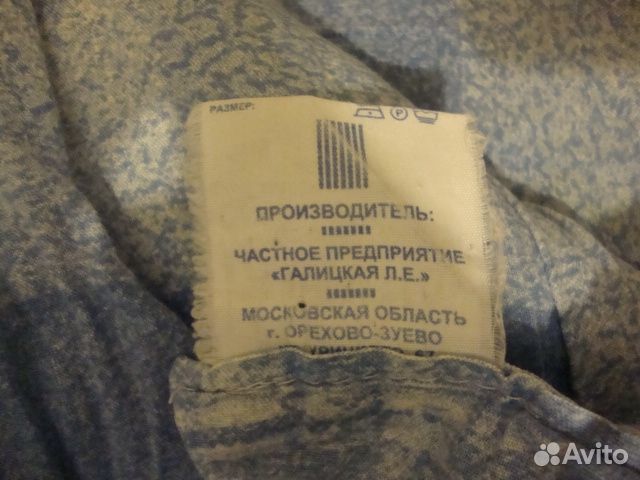 РАЗМЕР:
ПРОИЗВОДИТЕЛЬ:
ЧАСТНОЕ ПРЕДПРИЯТИЕ
«ГАЛИЦКАЯ Л.Е.»
МОСКОВСКАЯ ОБЛАСТЬ
г. ОРЕХОВО-ЗУЕВО
Avito